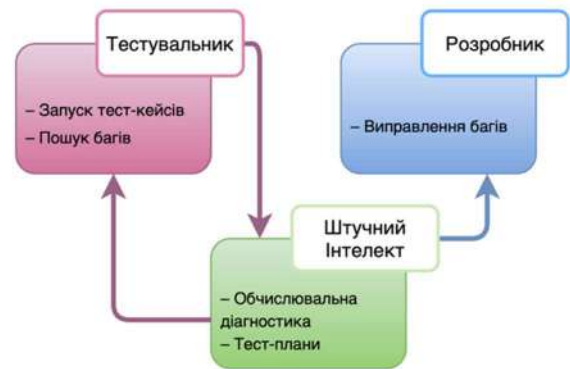 Тестувальник
– Запуск тест-кейсів
– Пошук багів
Розробник
– Виправлення багів
Штучний
Інтелект
– Обчислювальна
діагностика
– Тест-плани